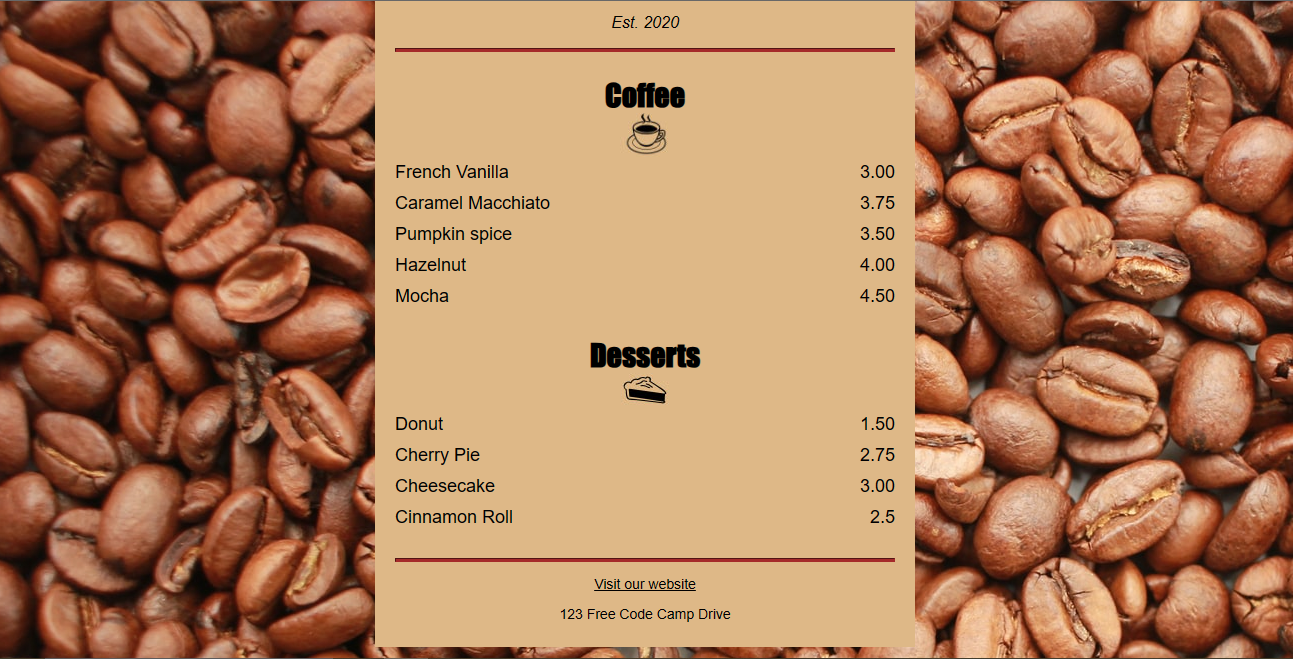 Est. 2020
Coffee
French Vanilla 3.00
Caramel Macchiato 3.75
Pumpkin spice 3.50
Hazelnut 4.00
Mocha 4.50
Desserts
Donut 1.50
Cherry Pie 2.75
Cheesecake 3.00
Cinnamon Roll 2.5
Visit our website
123 Free Code Camp Drive